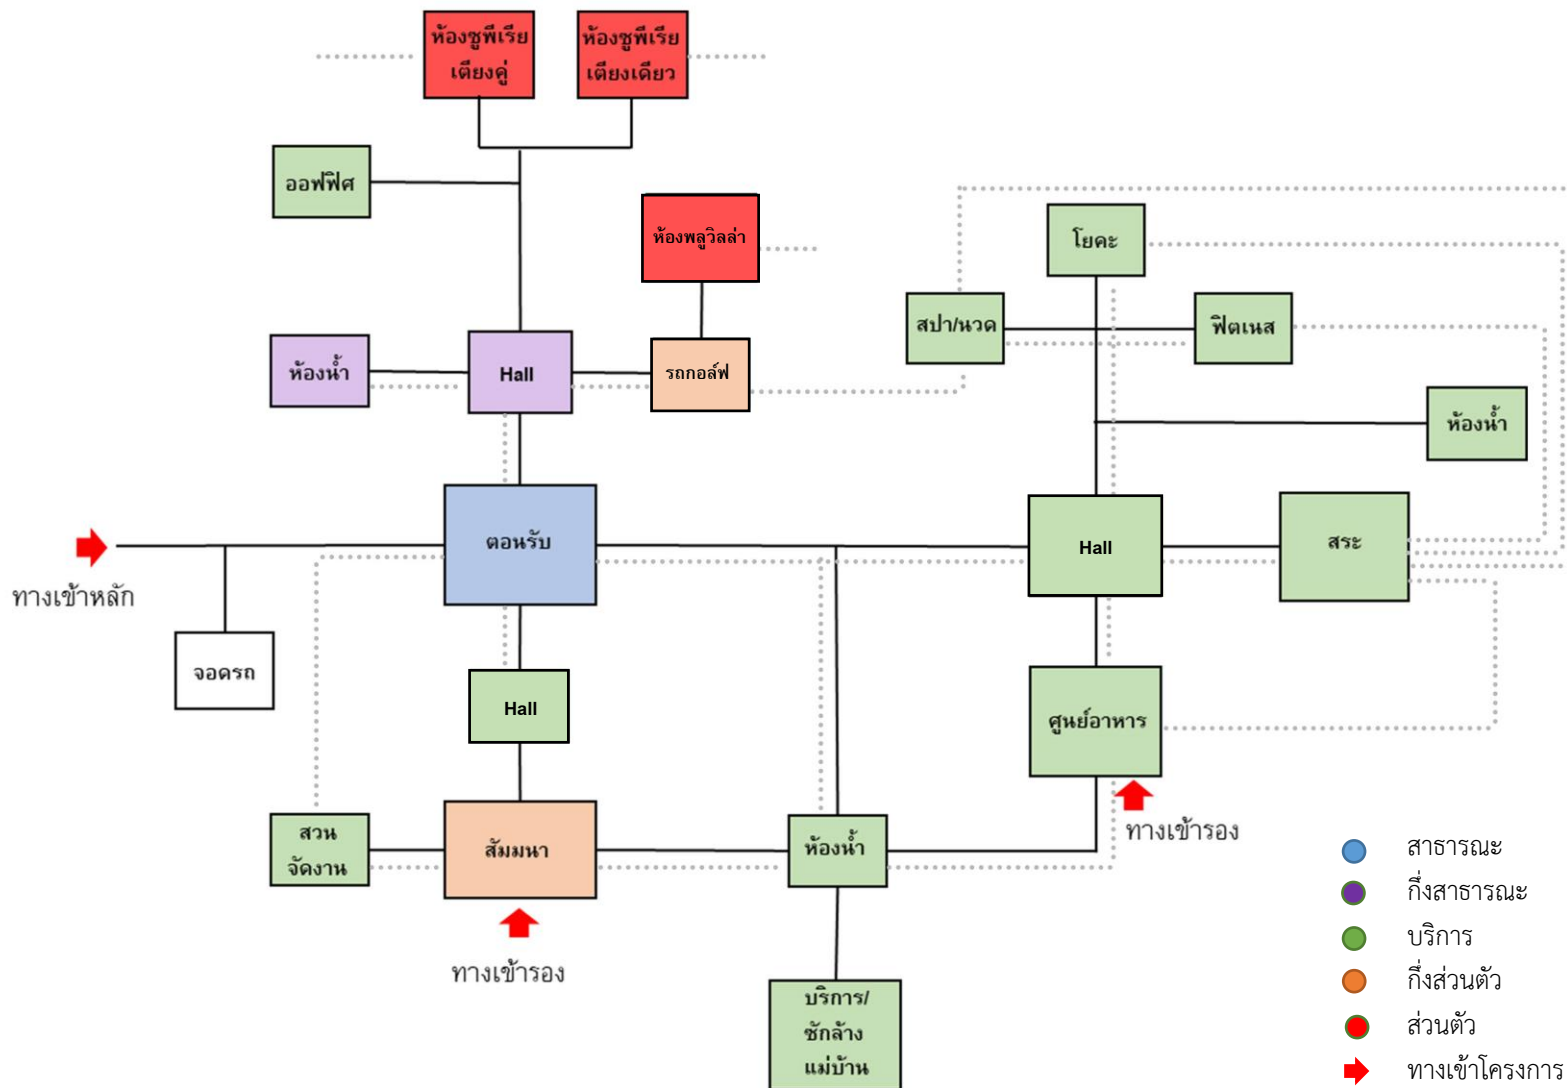 ห้องซูพีเรีย
เตียงคู่
ห้องซูพีเรีย
เตียงเดียว
ออฟฟิศ
ห้องพลูวิลล่า
โยคะ
สปา/นวด
ฟิตเนส
ห้องน้ำ
Hall
รถกอล์ฟ
ห้องน้ำ
ตอนรับ
Hall
สระ
ทางเข้าหลัก
จอดรถ
Hall
ศูนย์อาหาร
สวน
จัดงาน
สัมมนา
ห้องน้ำ
ทางเข้ารอง
ทางเข้ารอง
บริการ/
ซักล้าง
แม่บ้าน
สาธารณะ
กึ่งสาธารณะ
บริการ
กึ่งส่วนตัว
ส่วนตัว
ทางเข้าโครงการ